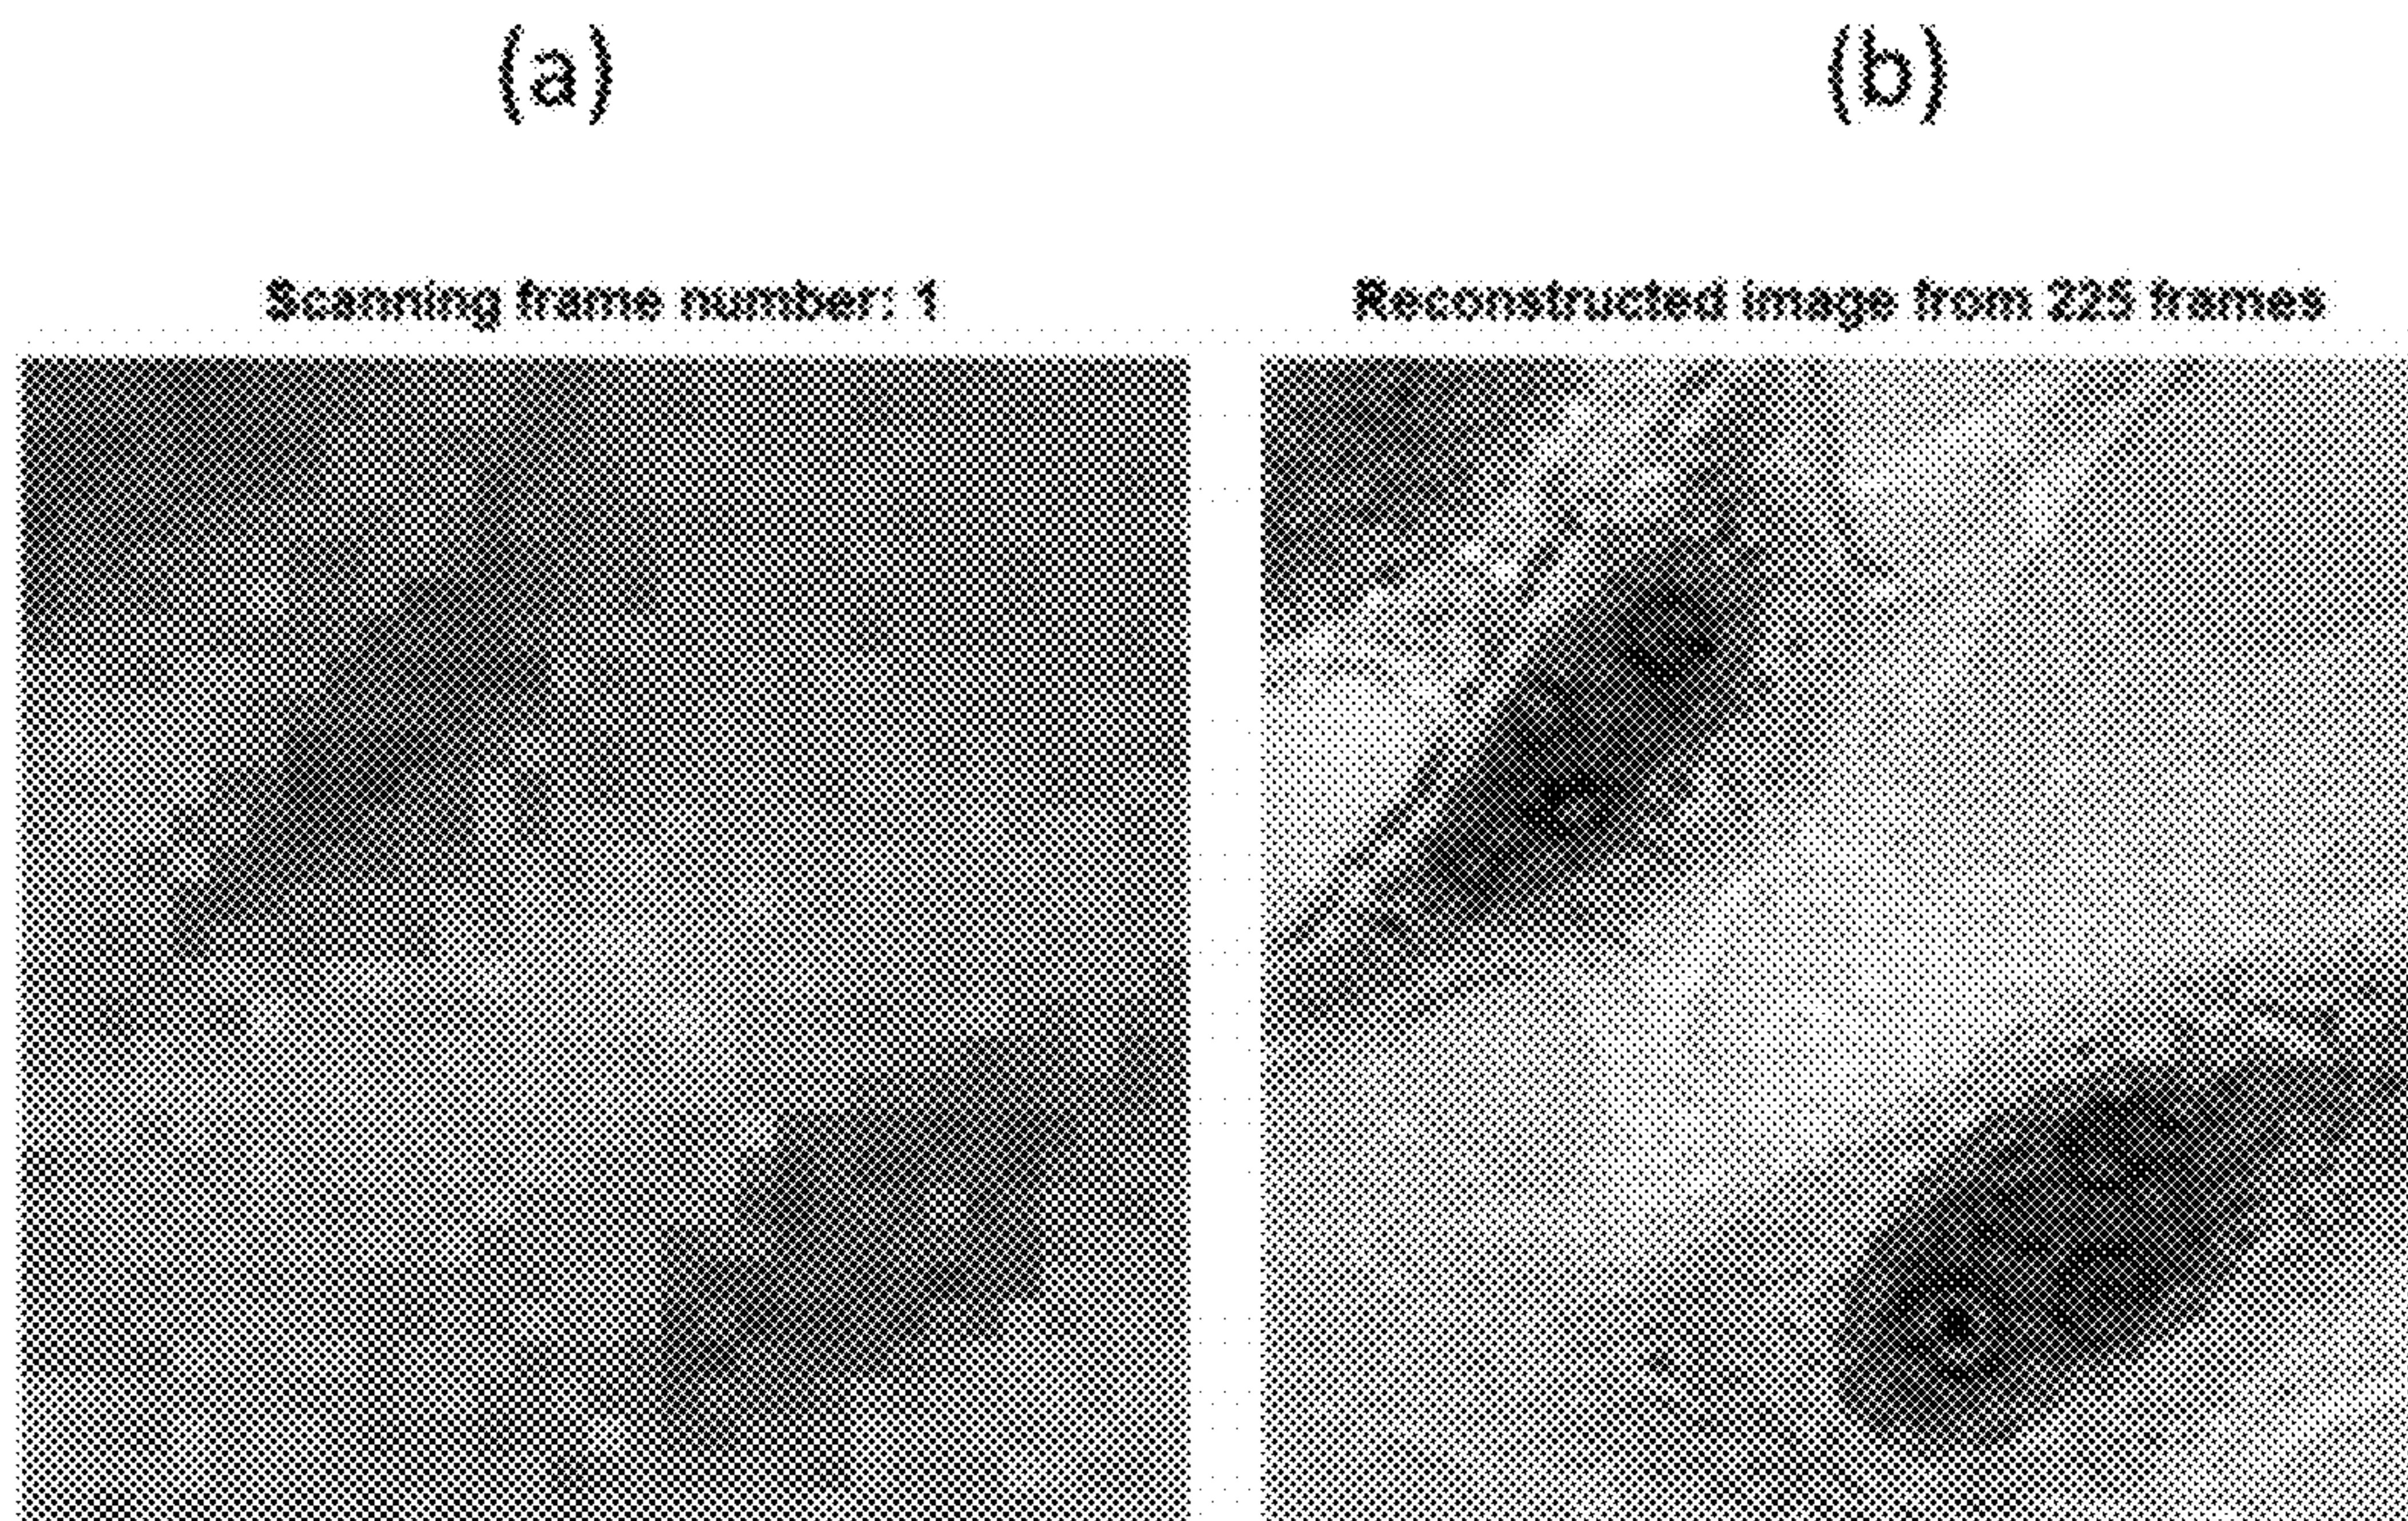 (a)
(b)
Scanning frame number: 1
Reconstructed image from 225 frames